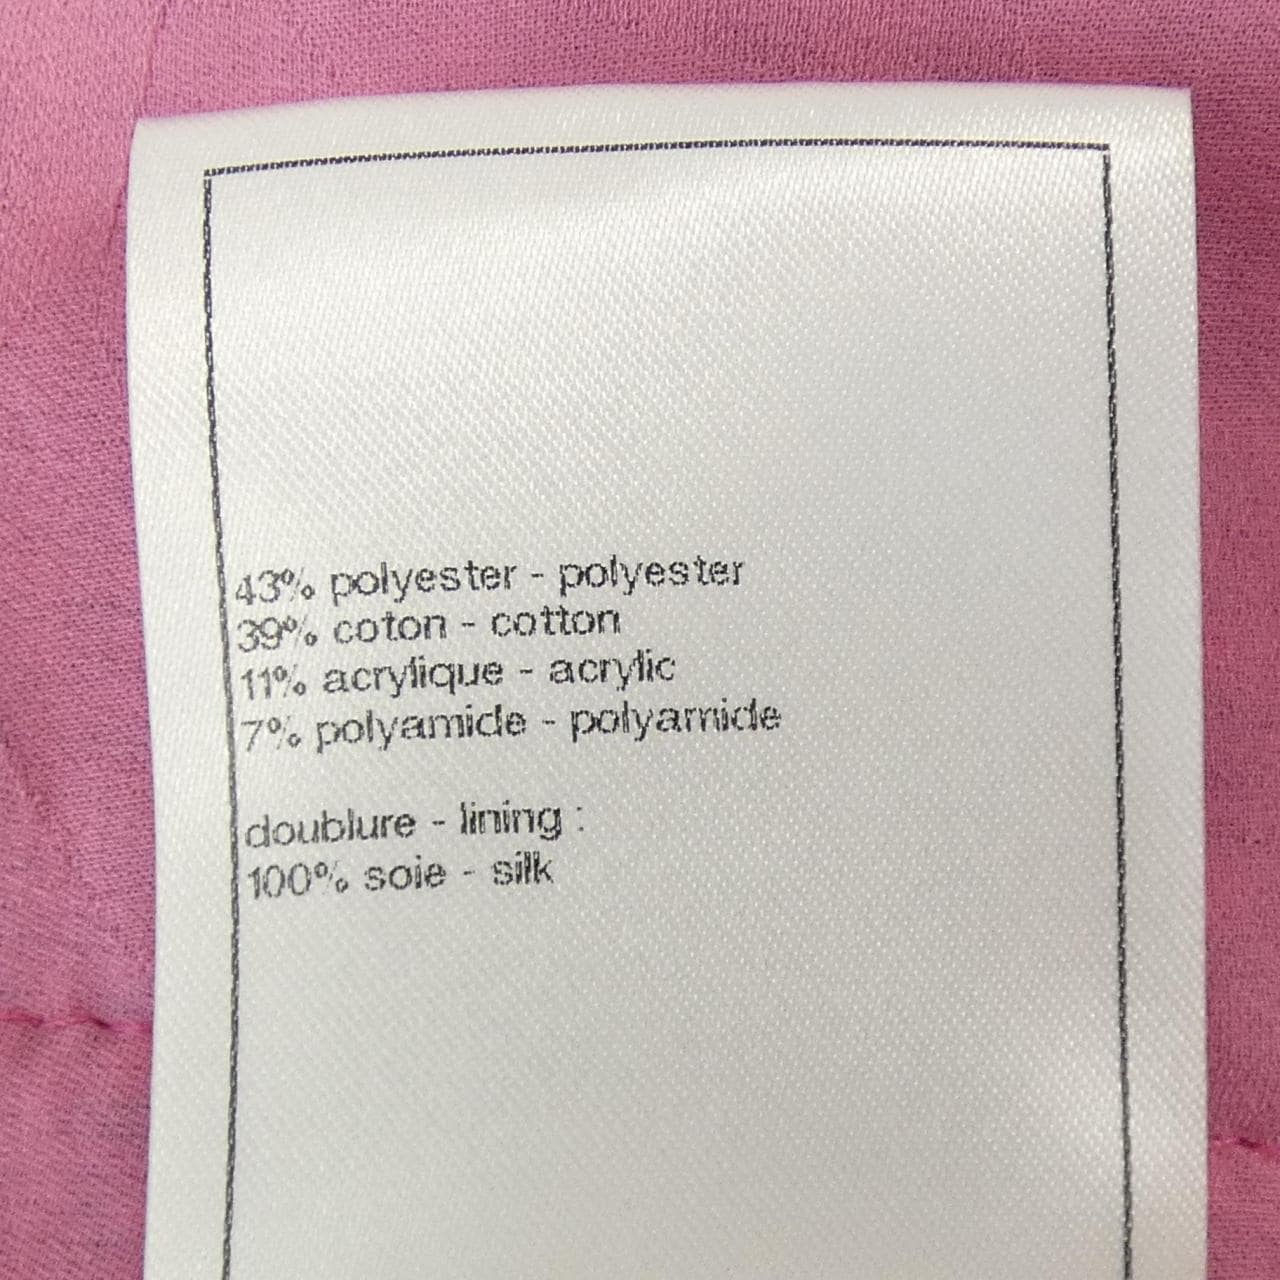 43% polyester - polyester
39% coton - cotton
11% acrylique - acrylic
7% polyamide - polyamide
doublure - lining :
100% soie - silk